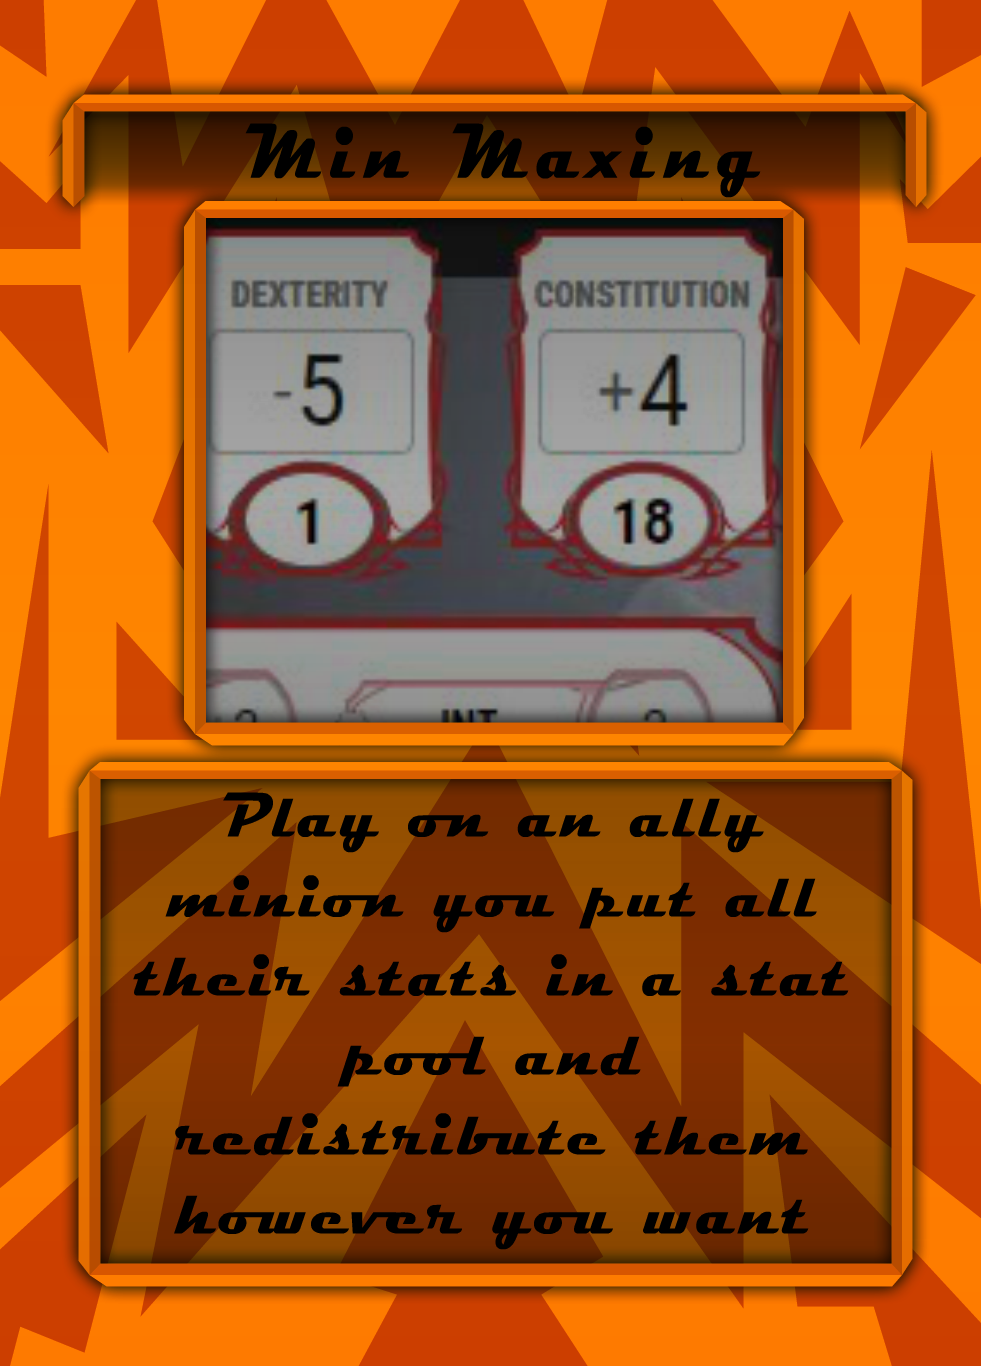 Min Maxing
DEXTERITY CONSTITUTION
-5 +4
1 18
INT
Play on an ally
minion you put all
their stats in a stat
pool and
redistribute them
however you want